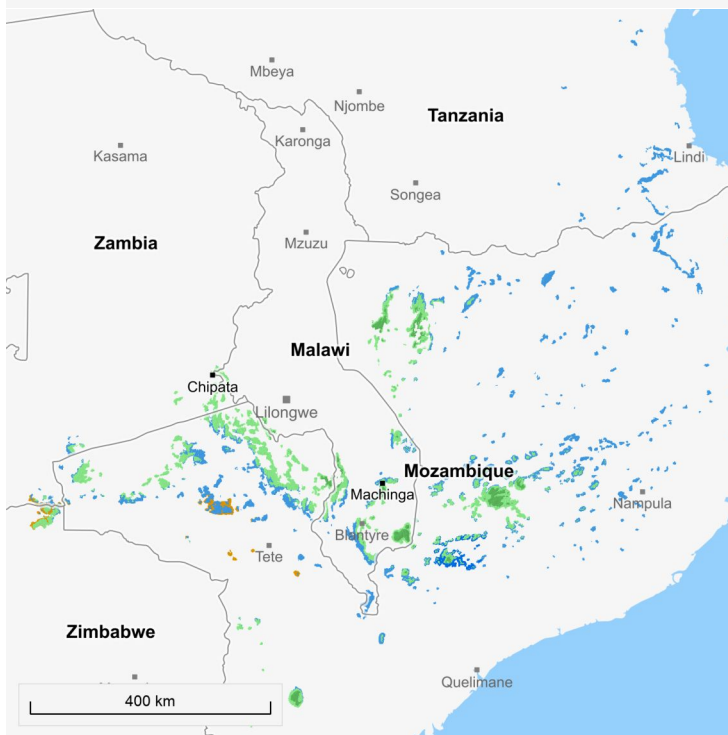 Mbeya
Njombe
Tanzania
Karonga
Kasama
Lindi
Songea
Zambia
Mzuzu
Malawi
Chipata
Lilongwe
Mozambique
Machinga
Nampula
Blantyre
Tete
Zimbabwe
Quelimane
400 km